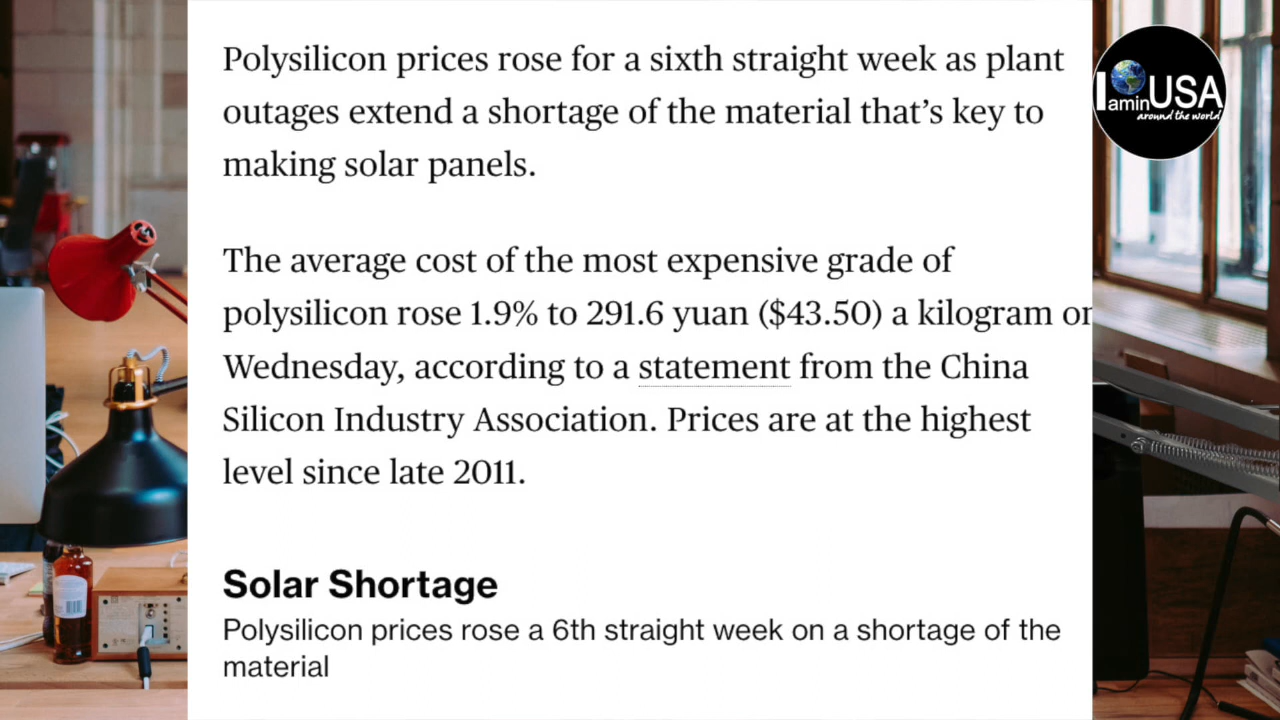 Polysilicon prices rose for a sixth straight week as plant
outages extend a shortage of the material that’s key to
making solar panels.
The average cost of the most expensive grade of
polysilicon rose 1.9% to 291.6 yuan ($43.50) a kilogram on
Wednesday, according to a statement from the China
Silicon Industry Association. Prices are at the highest
level since late 2011.
Solar Shortage
Polysilicon prices rose a 6th straight week on a shortage of the
material
I aminUSA
around the world